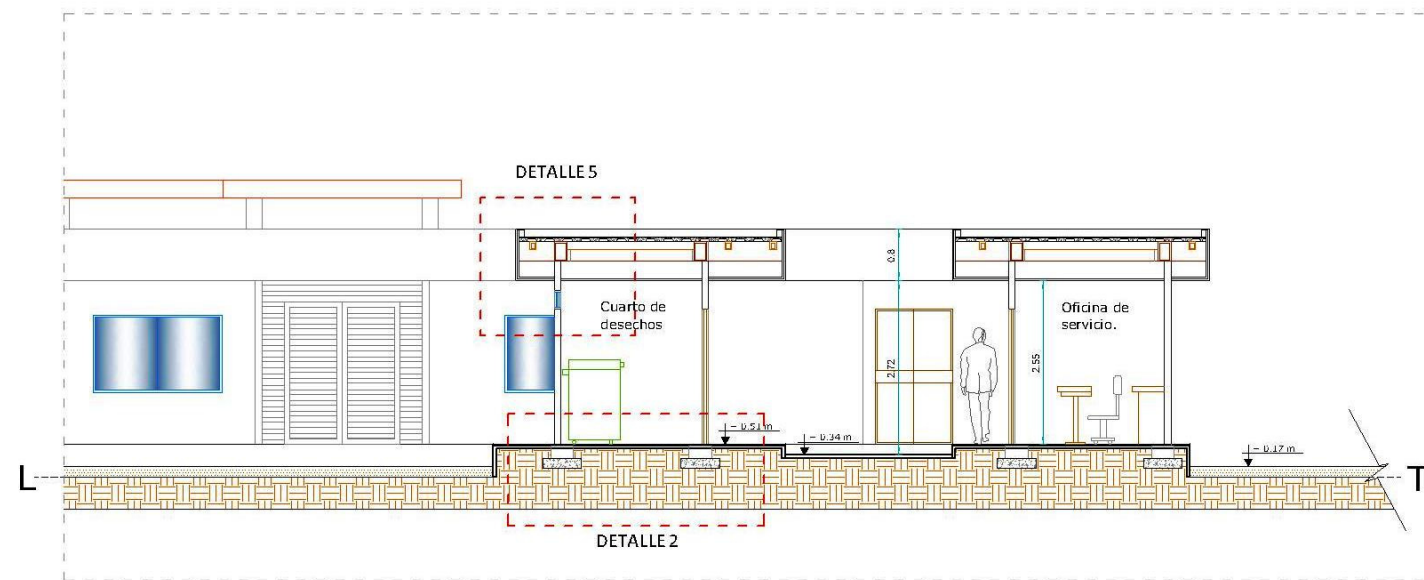 DETALLE 5
0.8
Cuarto de
desechos
Oficina de
servicio.
2.72
2.55
- 0.51 m
- 0.34 m
- 0.17 m
L
T
DETALLE 2